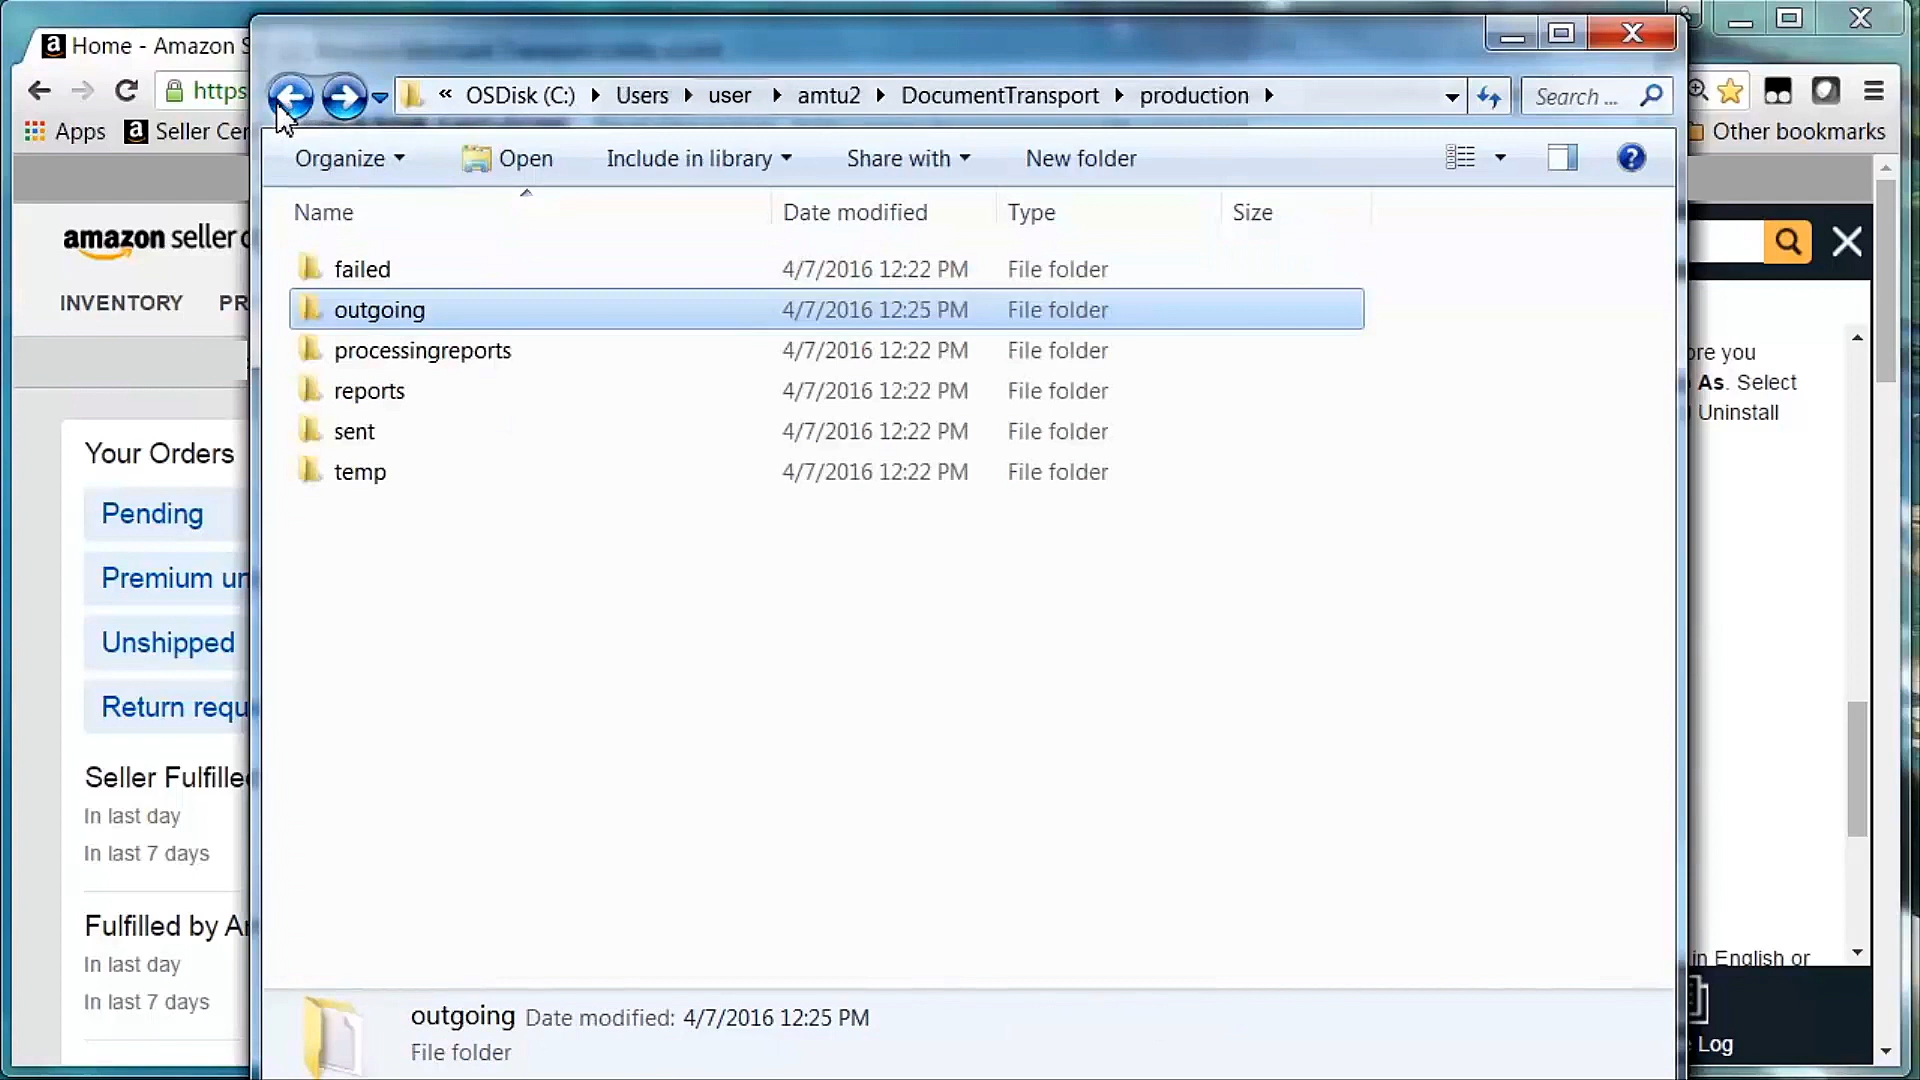 Home - Amazon S
https
Apps
Seller Cer
Other bookmarks
« OSDisk (C:) Users user amtu2 DocumentTransport production
Search ...
Organize
Open
Include in library
Share with
New folder
Name
Date modified
Type
Size
failed 4/7/2016 12:22 PM File folder
outgoing 4/7/2016 12:25 PM File folder
processingreports 4/7/2016 12:22 PM File folder
reports 4/7/2016 12:22 PM File folder
sent 4/7/2016 12:22 PM File folder
temp 4/7/2016 12:22 PM File folder
outgoing Date modified: 4/7/2016 12:25 PM
File folder
amazon seller c
INVENTORY PR
Your Orders
Pending
Premium un
Unshipped
Return requ
Seller Fulfille
In last day
In last 7 days
Fulfilled by A
In last day
In last 7 days
ore you
As. Select
Uninstall
in English or
Log